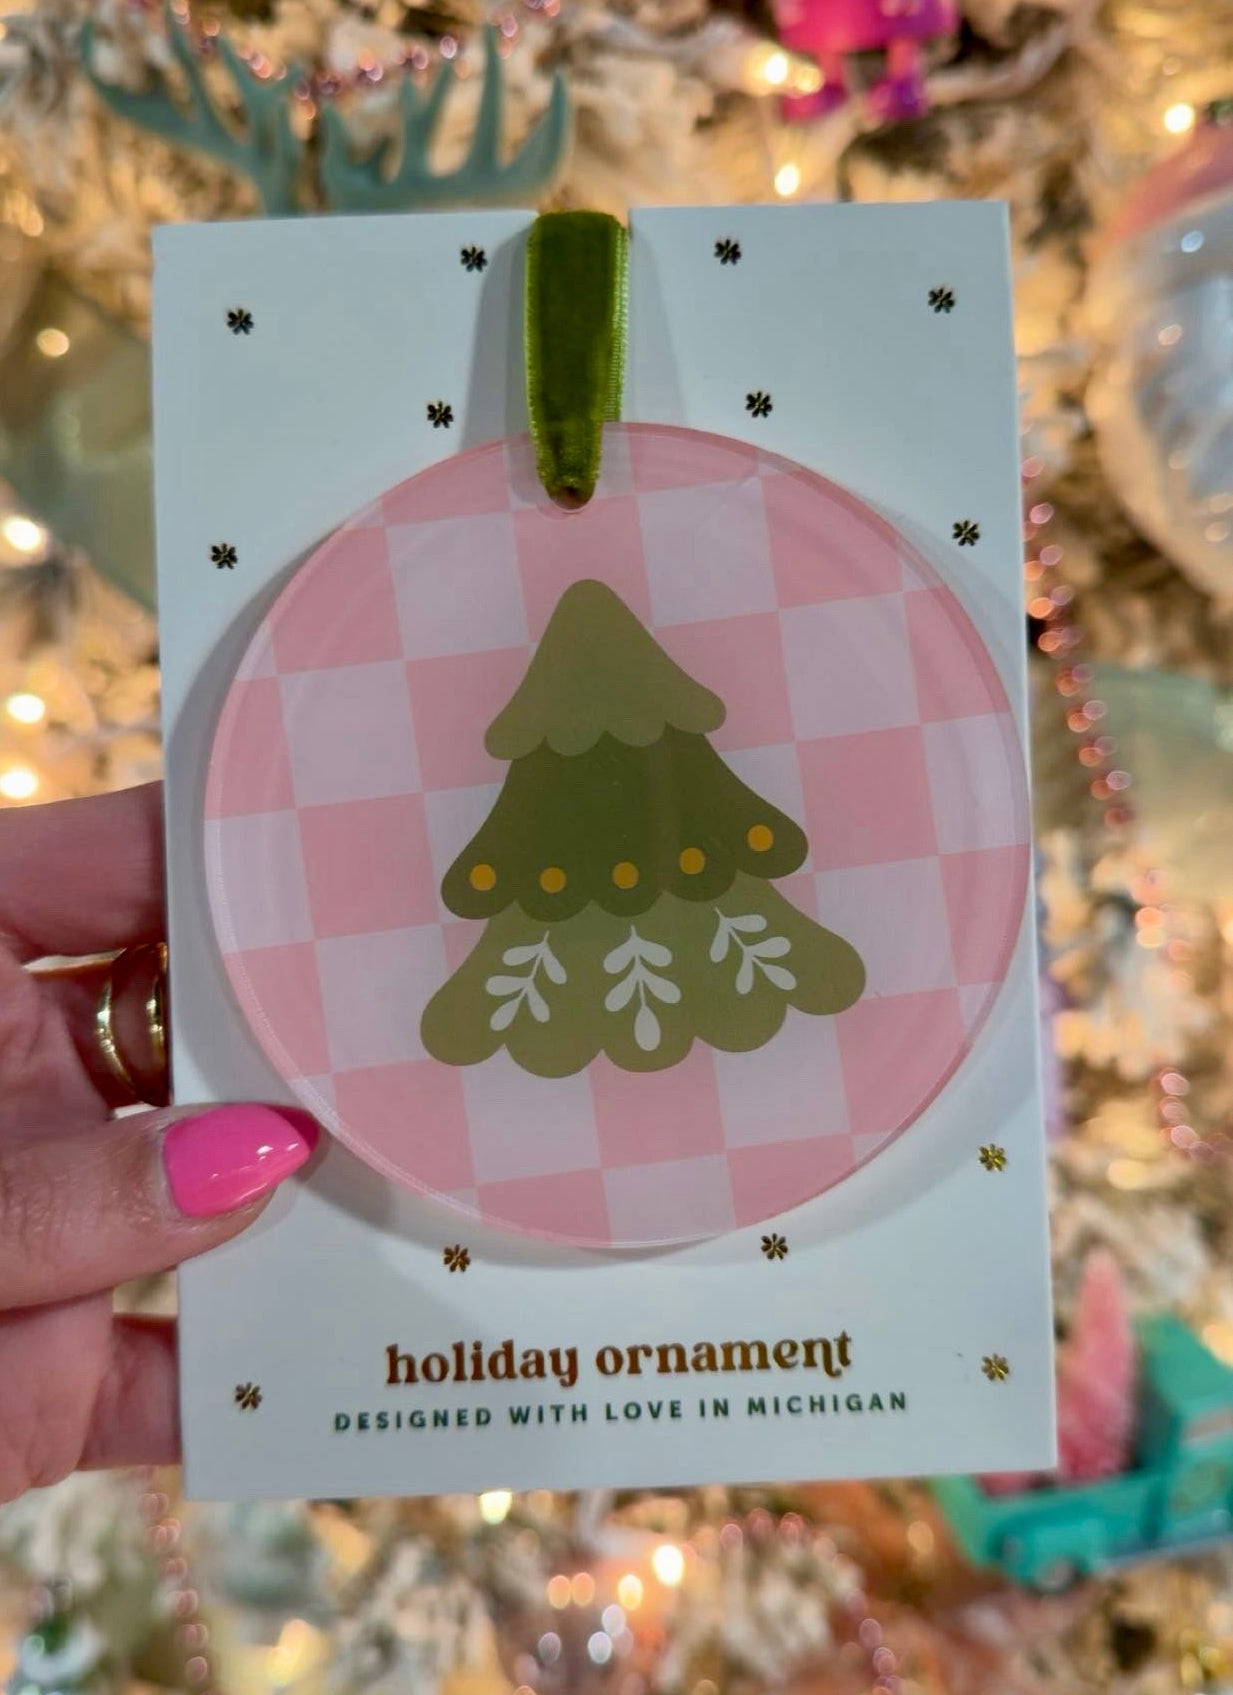 holiday ornament
DESIGNED WITH LOVE IN MICHIGAN